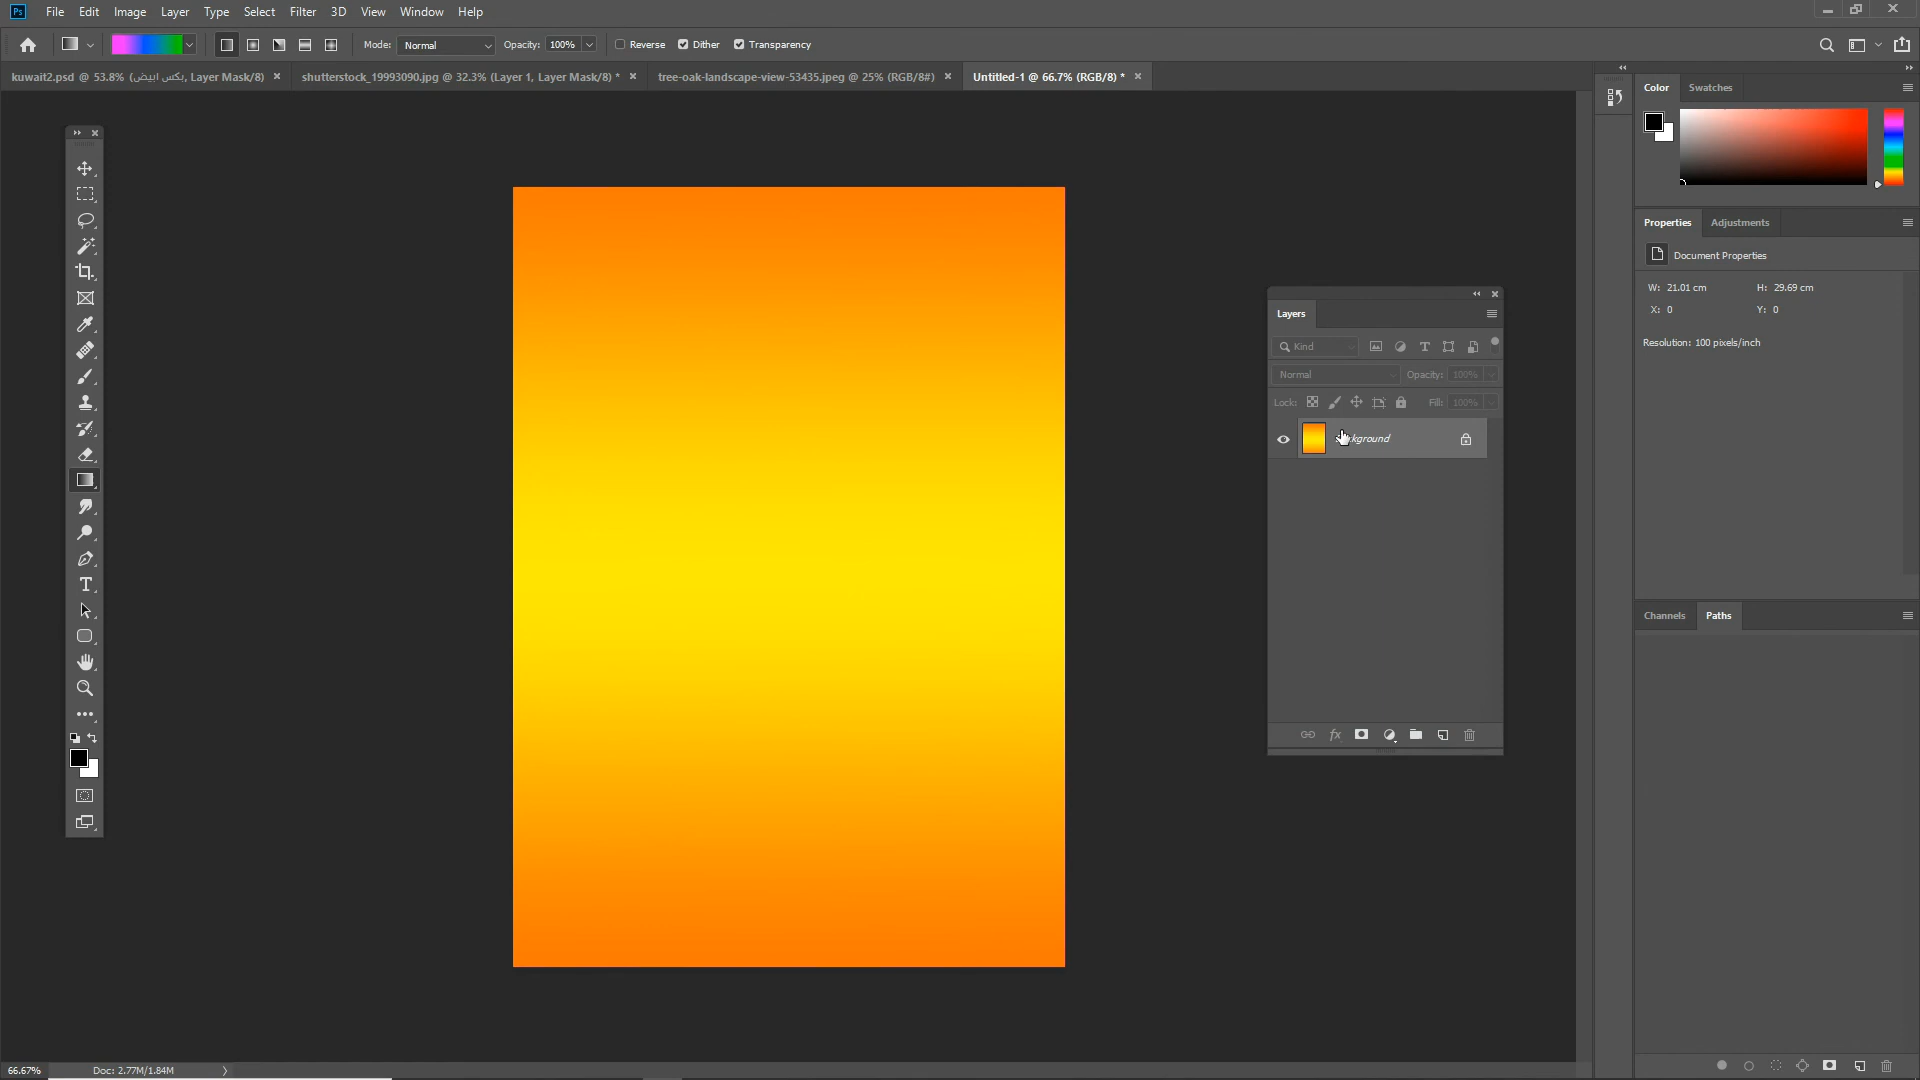 Ps File Edit Image Layer Type Select Filter 3D View Window Help
Mode: Normal Opacity: 100% Reverse Dither Transparency
kuwait2.psd @ 53.8% (بكس ابيض, Layer Mask/8) × shutterstock_19993090.jpg @ 32.3% (Layer 1, Layer Mask/8) * × tree-oak-landscape-view-53435.jpeg @ 25% (RGB/8#) × Untitled-1 @ 66.7% (RGB/8) * ×
Color Swatches
Properties Adjustments
Document Properties
W: 21.01 cm H: 29.69 cm
X: 0 Y: 0
Resolution: 100 pixels/inch
Layers
Kind
Normal Opacity: 100%
Lock: Fill: 100%
kground
fx
Channels Paths
66.67% Doc: 2.77M/1.84M